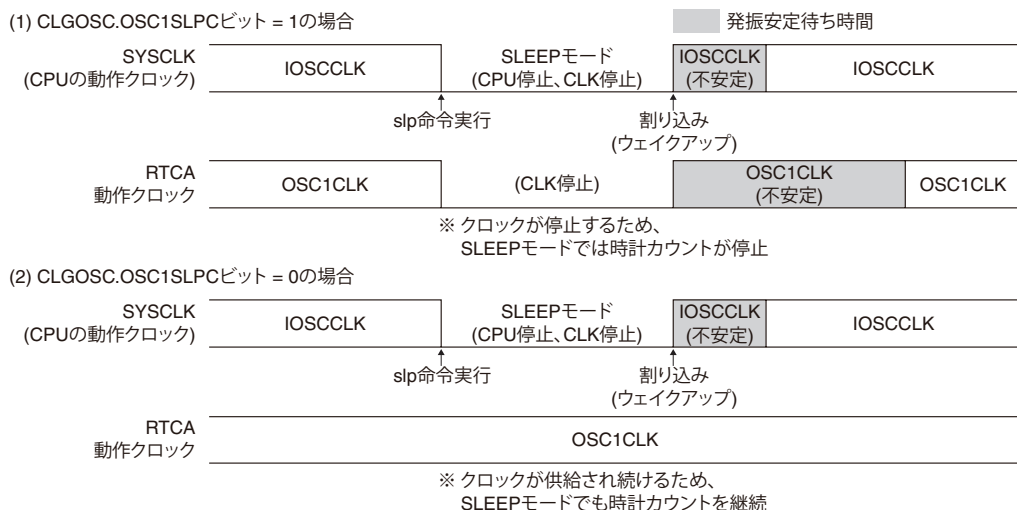 (1) CLGOSC.OSC1SLPCビット = 1の場合
発振安定待ち時間
SYSCLK
(CPUの動作クロック)
IOSCCLK
SLEEPモード
(CPU停止、CLK停止)
IOSCCLK
(不安定)
IOSCCLK
slp命令実行
割り込み
(ウェイクアップ)
RTCA
動作クロック
OSC1CLK
(CLK停止)
OSC1CLK
(不安定)
OSC1CLK
※ クロックが停止するため、
SLEEPモードでは時計カウントが停止
(2) CLGOSC.OSC1SLPCビット = 0の場合
SYSCLK
(CPUの動作クロック)
IOSCCLK
SLEEPモード
(CPU停止、CLK停止)
IOSCCLK
(不安定)
IOSCCLK
slp命令実行
割り込み
(ウェイクアップ)
RTCA
動作クロック
OSC1CLK
※ クロックが供給され続けるため、
SLEEPモードでも時計カウントを継続